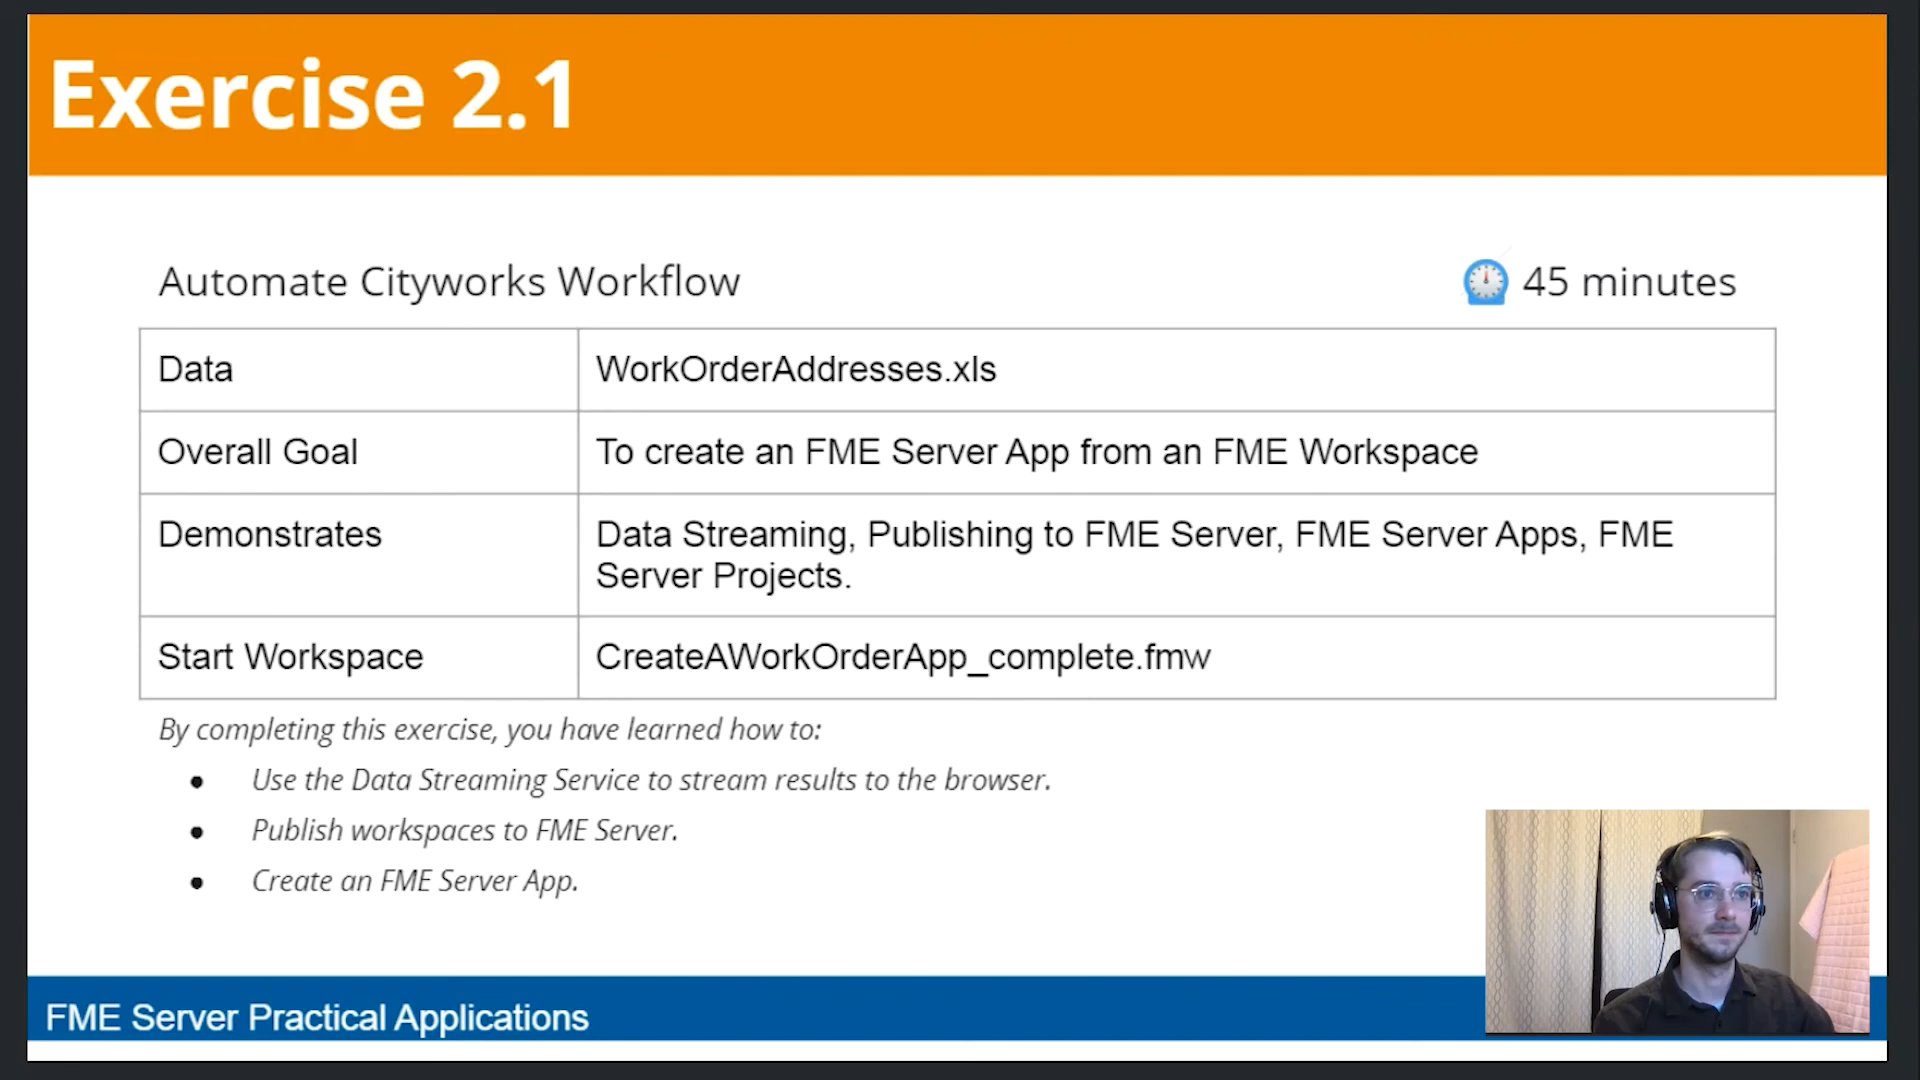 Exercise 2.1
Automate Cityworks Workflow
45 minutes
Data
WorkOrderAddresses.xls
Overall Goal
To create an FME Server App from an FME Workspace
Demonstrates
Data Streaming, Publishing to FME Server, FME Server Apps, FME
Server Projects.
Start Workspace
CreateAWorkOrderApp_complete.fmw
By completing this exercise, you have learned how to:
● Use the Data Streaming Service to stream results to the browser.
● Publish workspaces to FME Server.
● Create an FME Server App.
FME Server Practical Applications